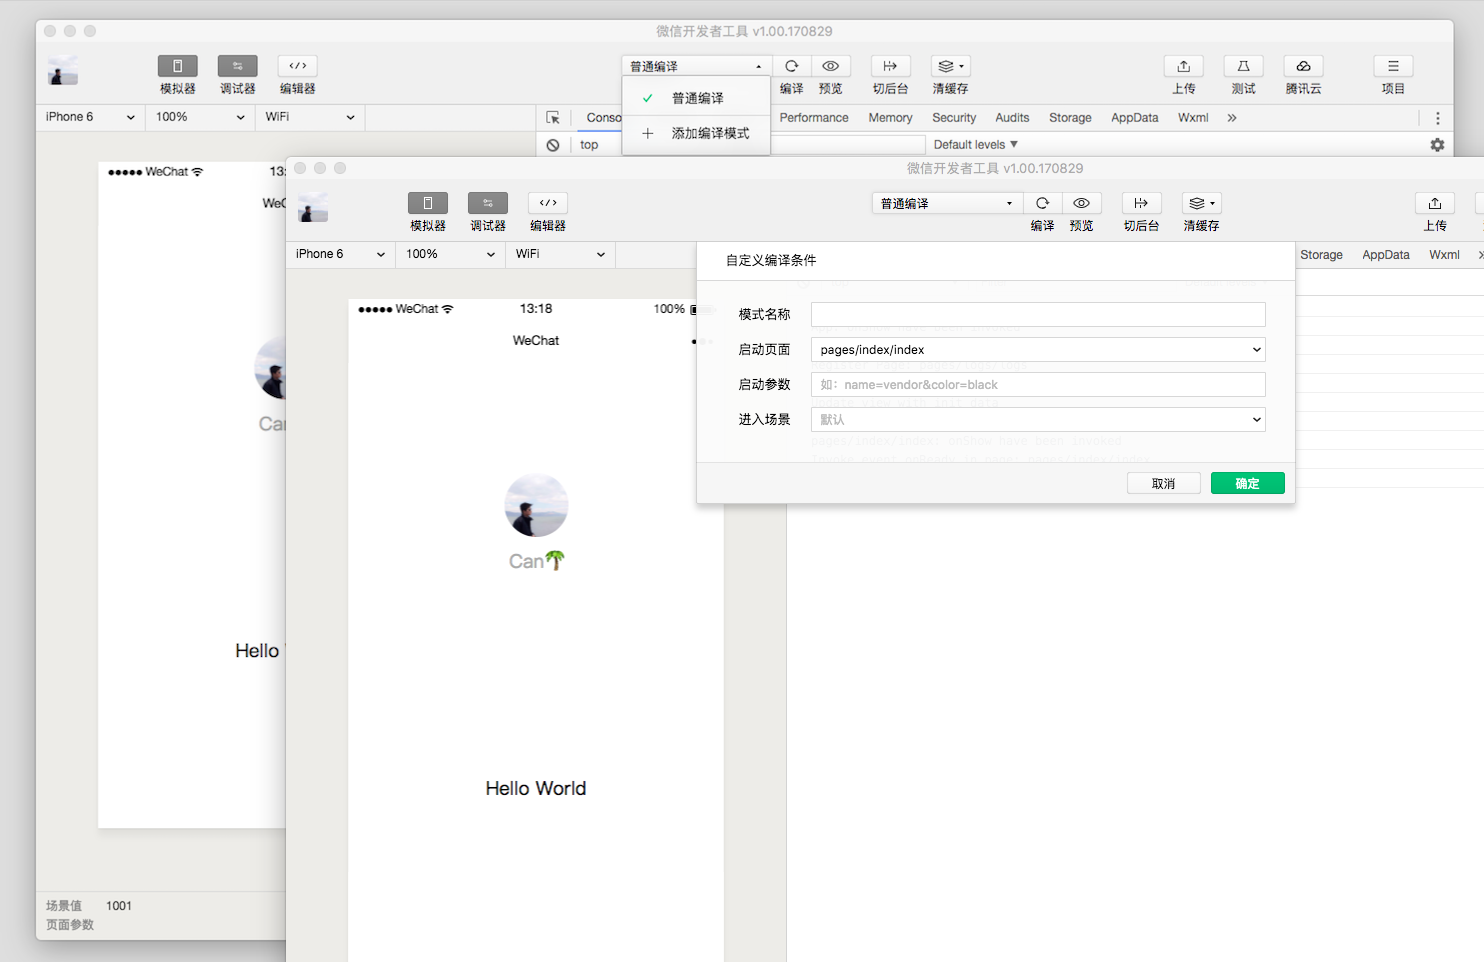 微信开发者工具 v1.00.170829
普通编译
模拟器 调试器 编辑器 编译 预览 切后台 清缓存 上传 测试 腾讯云 项目
普通编译
添加编译模式
iPhone 6 100% WiFi
Performance Memory Security Audits Storage AppData Wxml
top Default levels
WeChat
场景值 1001
页面参数
微信开发者工具 v1.00.170829
普通编译
模拟器 调试器 编辑器 编译 预览 切后台 清缓存 上传
iPhone 6 100% WiFi Storage AppData Wxml
WeChat 13:18 100%
WeChat
Can🌴
Hello World
自定义编译条件
模式名称
启动页面 pages/index/index
启动参数 如：name=vendor&color=black
进入场景 默认
取消 确定
Hello